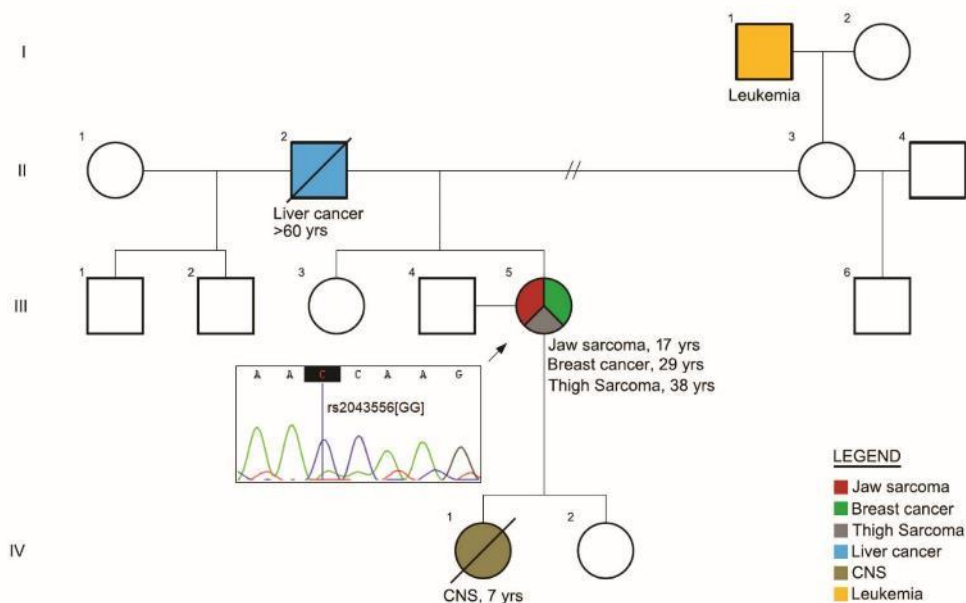 I
1
2
Leukemia
II
1
2
3
4
Liver cancer
>60 yrs
//
III
1
2
3
4
5
6
Jaw sarcoma, 17 yrs
Breast cancer, 29 yrs
Thigh Sarcoma, 38 yrs
A A C C A A G
rs2043556[GG]
IV
1
2
CNS, 7 yrs
LEGEND
Jaw sarcoma
Breast cancer
Thigh Sarcoma
Liver cancer
CNS
Leukemia